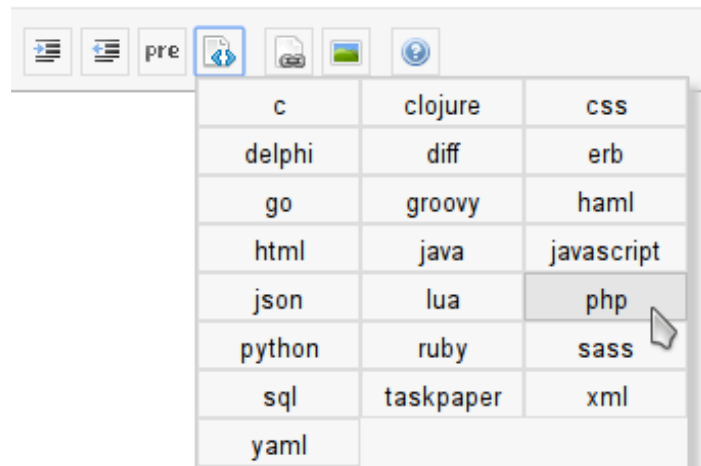 pre
c clojure css
delphi diff erb
go groovy haml
html java javascript
json lua php
python ruby sass
sql taskpaper xml
yaml